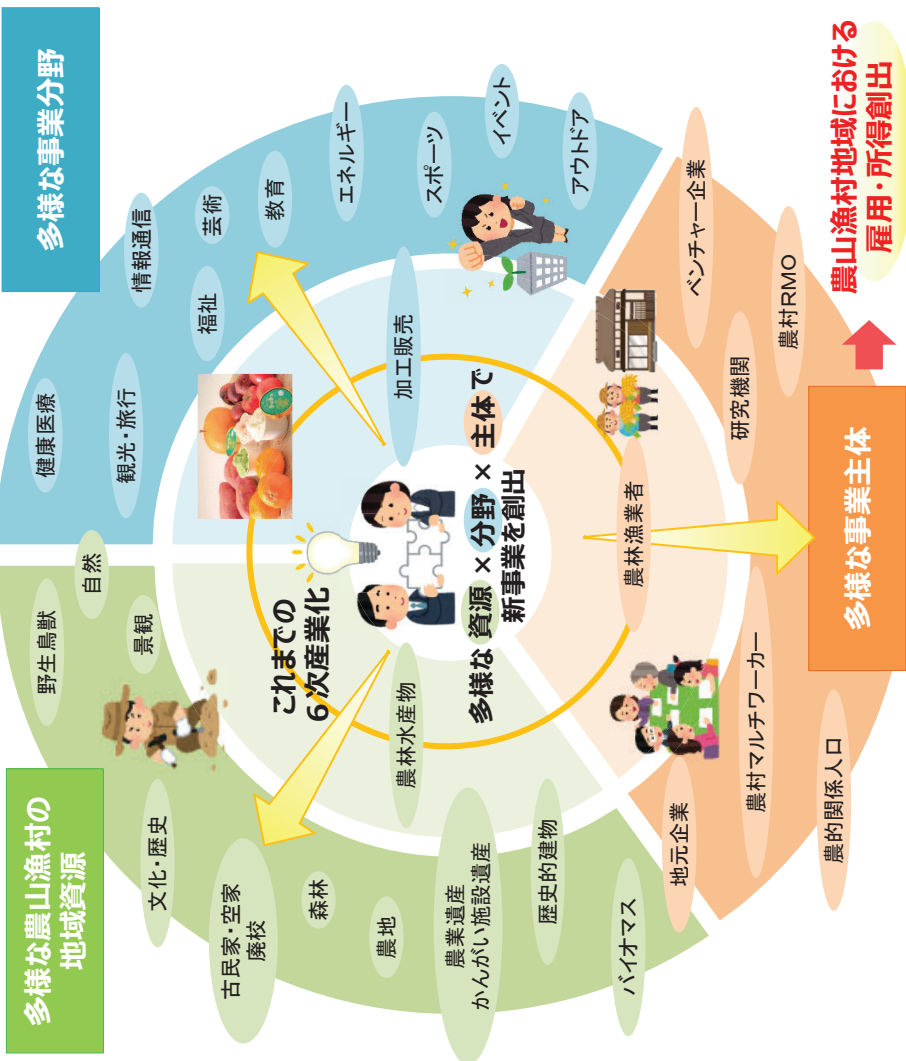 多様な農山漁村の
地域資源
多様な事業分野
野生鳥獣
自然
景観
文化・歴史
古民家・空家
廃校
森林
農地
農業遺産
かんがい施設遺産
歴史的建物
バイオマス
農林水産物
健康医療
観光・旅行
情報通信
福祉
芸術
教育
エネルギー
スポーツ
イベント
アウトドア
加工販売
これまでの
6次産業化
多様な 資源 × 分野 × 主体で
新事業を創出
農林漁業者
地元企業
農村マルチワーカー
農的関係人口
研究機関
ベンチャー企業
農村RMO
多様な事業主体
農山漁村地域における
雇用・所得創出